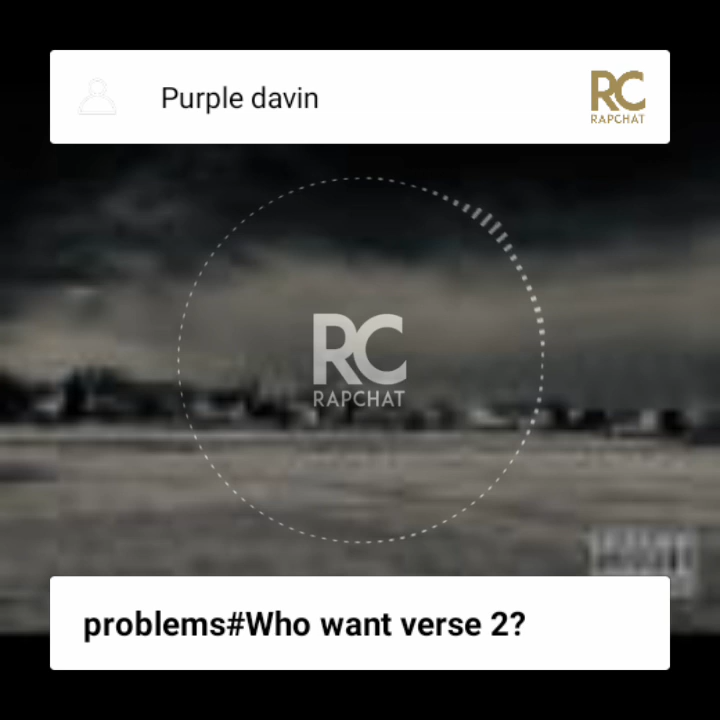 Purple davin
RC
RAPCHAT
RC
RAPCHAT
problems#Who want verse 2?